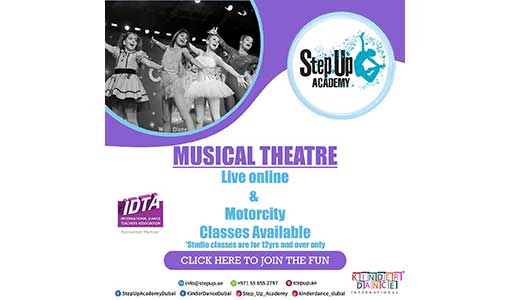 Step Up
ACADEMY
MUSICAL THEATRE
Live online
&
Motorcity
Classes Available
*Studio classes are for 12yrs and over only
IDTA
INTERNATIONAL DANCE
TEACHERS ASSOCIATION
Accredited Partner
CLICK HERE TO JOIN THE FUN
info@stepup.ae +971 55 855 2797 stepup.ae
StepUpAcademyDubai KinderDanceDubai Step_Up_Academy kinderdance_dubai
KINDER
DANCE
INTERNATIONAL